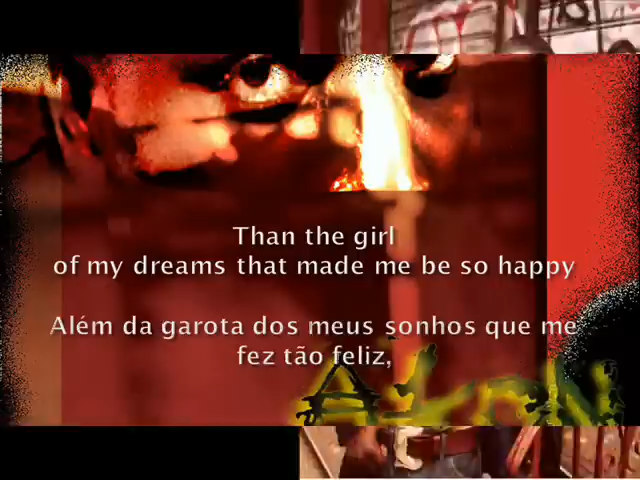 Than the girl
of my dreams that made me be so happy
Além da garota dos meus sonhos que me
fez tão feliz,